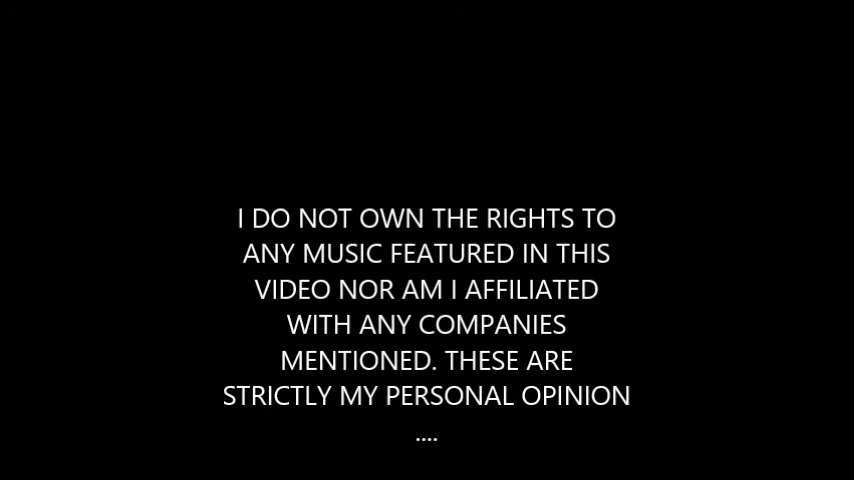 I DO NOT OWN THE RIGHTS TO
ANY MUSIC FEATURED IN THIS
VIDEO NOR AM I AFFILIATED
WITH ANY COMPANIES
MENTIONED. THESE ARE
STRICTLY MY PERSONAL OPINION
....